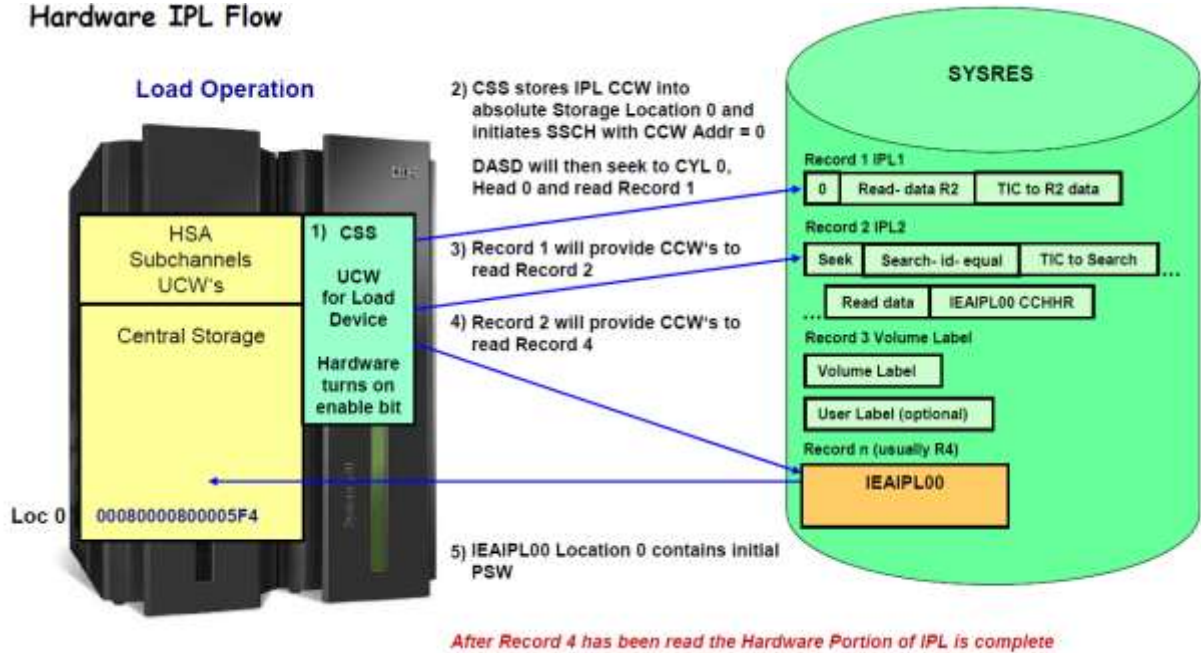 Hardware IPL Flow
Load Operation
HSA
Subchannels
UCW's
Central Storage
Loc 0
00080000800005F4
1) CSS
UCW
for Load
Device
Hardware
turns on
enable bit
2) CSS stores IPL CCW into
absolute Storage Location 0 and
initiates SSCH with CCW Addr = 0
DASD will then seek to CYL 0,
Head 0 and read Record 1
3) Record 1 will provide CCW's to
read Record 2
4) Record 2 will provide CCW's to
read Record 4
5) IEAIPL00 Location 0 contains initial
PSW
SYSRES
Record 1 IPL1
0 Read- data R2 TIC to R2 data
Record 2 IPL2
Seek Search- id- equal TIC to Search ...
... Read data IEAIPL00 CCHHR
Record 3 Volume Label
Volume Label
User Label (optional)
Record n (usually R4)
IEAIPL00
After Record 4 has been read the Hardware Portion of IPL is complete